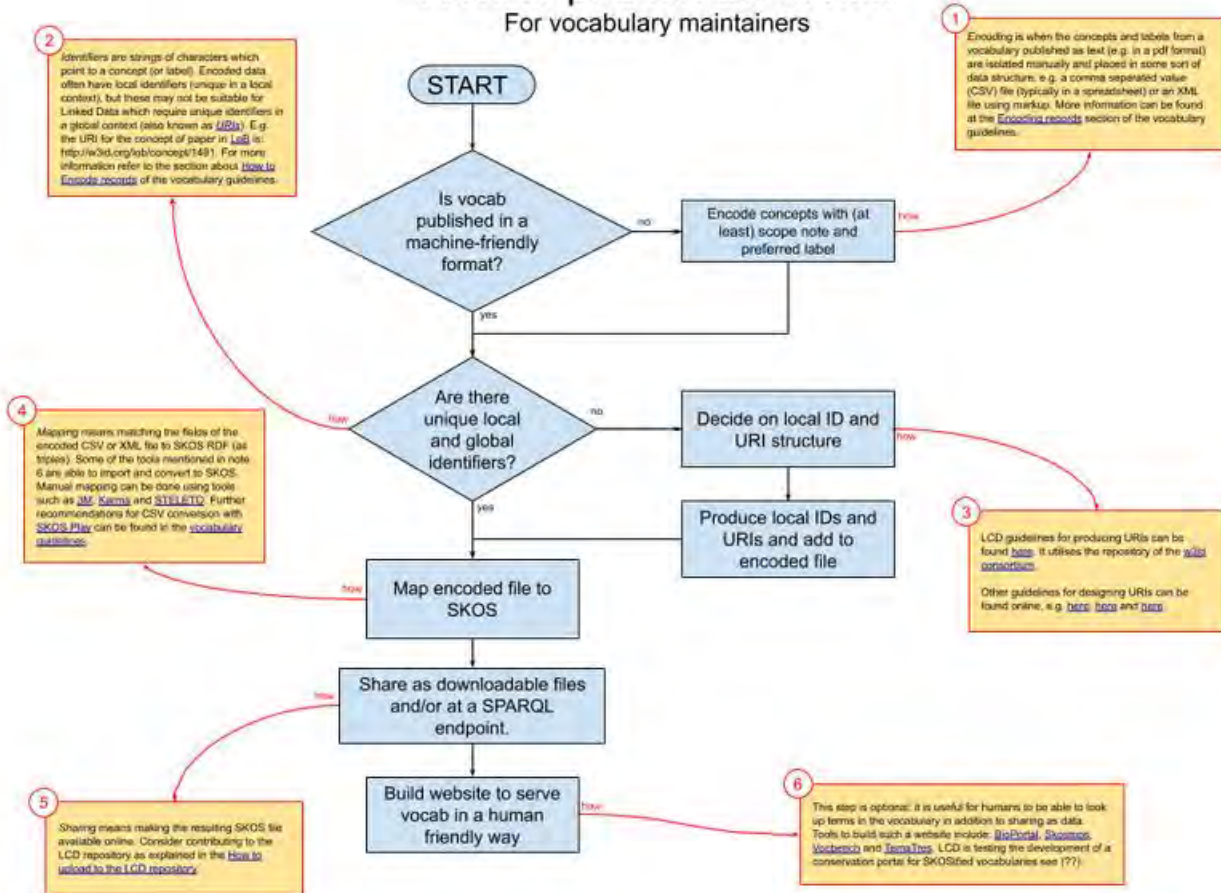 For vocabulary maintainers
START
Is vocab
published in a
machine-friendly
format?
no
Encode concepts with (at
least) scope note and
preferred label
how
1
Encoding is when the concepts and labels from a
vocabulary published as text (e.g. in a pdf format)
are isolated manually and placed in some sort of
data structure, e.g. a comma separated value
(CSV) file (typically in a spreadsheet) or an XML
file using markup. More information can be found
at the Encoding records section of the vocabulary
guidelines.
yes
Are there
unique local
and global
identifiers?
how
2
Identifiers are strings of characters which
point to a concept (or label). Encoded data
often have local identifiers (unique in a local
context), but these may not be suitable for
Linked Data which require unique identifiers in
a global context (also known as URIs). E.g.
the URI for the concept of paper in LoB is:
http://w3id.org/lob/concept/1491. For more
information refer to the section about How to
Encode records of the vocabulary guidelines.
no
Decide on local ID and
URI structure
how
3
LCD guidelines for producing URIs can be
found here. It utilises the repository of the w3id
consortium.
Other guidelines for designing URIs can be
found online, e.g. here, here and here.
Produce local IDs and
URIs and add to
encoded file
yes
Map encoded file to
SKOS
how
4
Mapping means matching the fields of the
encoded CSV or XML file to SKOS RDF (as
triples). Some of the tools mentioned in note
6 are able to import and convert to SKOS.
Manual mapping can be done using tools
such as 3M, Karma and STELETO. Further
recommendations for CSV conversion with
SKOS Play can be found in the vocabulary
guidelines.
Share as downloadable files
and/or at a SPARQL
endpoint.
how
5
Sharing means making the resulting SKOS file
available online. Consider contributing to the
LCD repository as explained in the How to
upload to the LCD repository
Build website to serve
vocab in a human
friendly way
how
6
This step is optional: it is useful for humans to be able to look
up terms in the vocabulary in addition to sharing as data.
Tools to build such a website include: BioPortal, Skosmos,
Vocbench and TemaTres. LCD is testing the development of a
conservation portal for SKOSified vocabularies see (??)